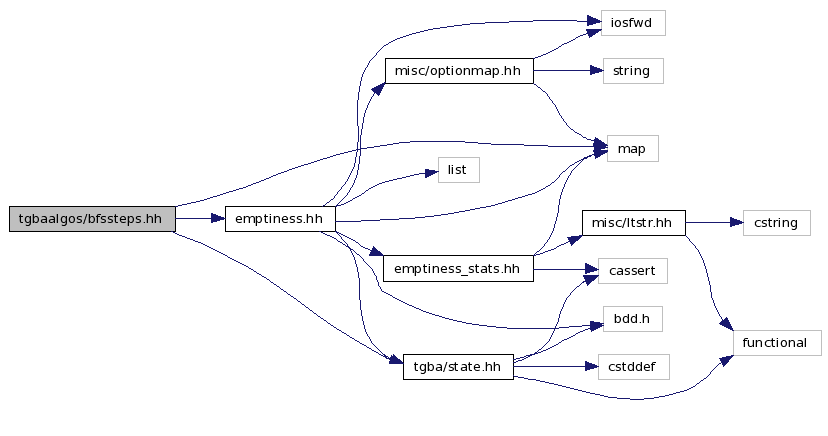 iosfwd
misc/optionmap.hh
string
map
list
tgbaalgos/bfssteps.hh
emptiness.hh
misc/ltstr.hh
cstring
emptiness_stats.hh
cassert
bdd.h
functional
tgba/state.hh
cstddef